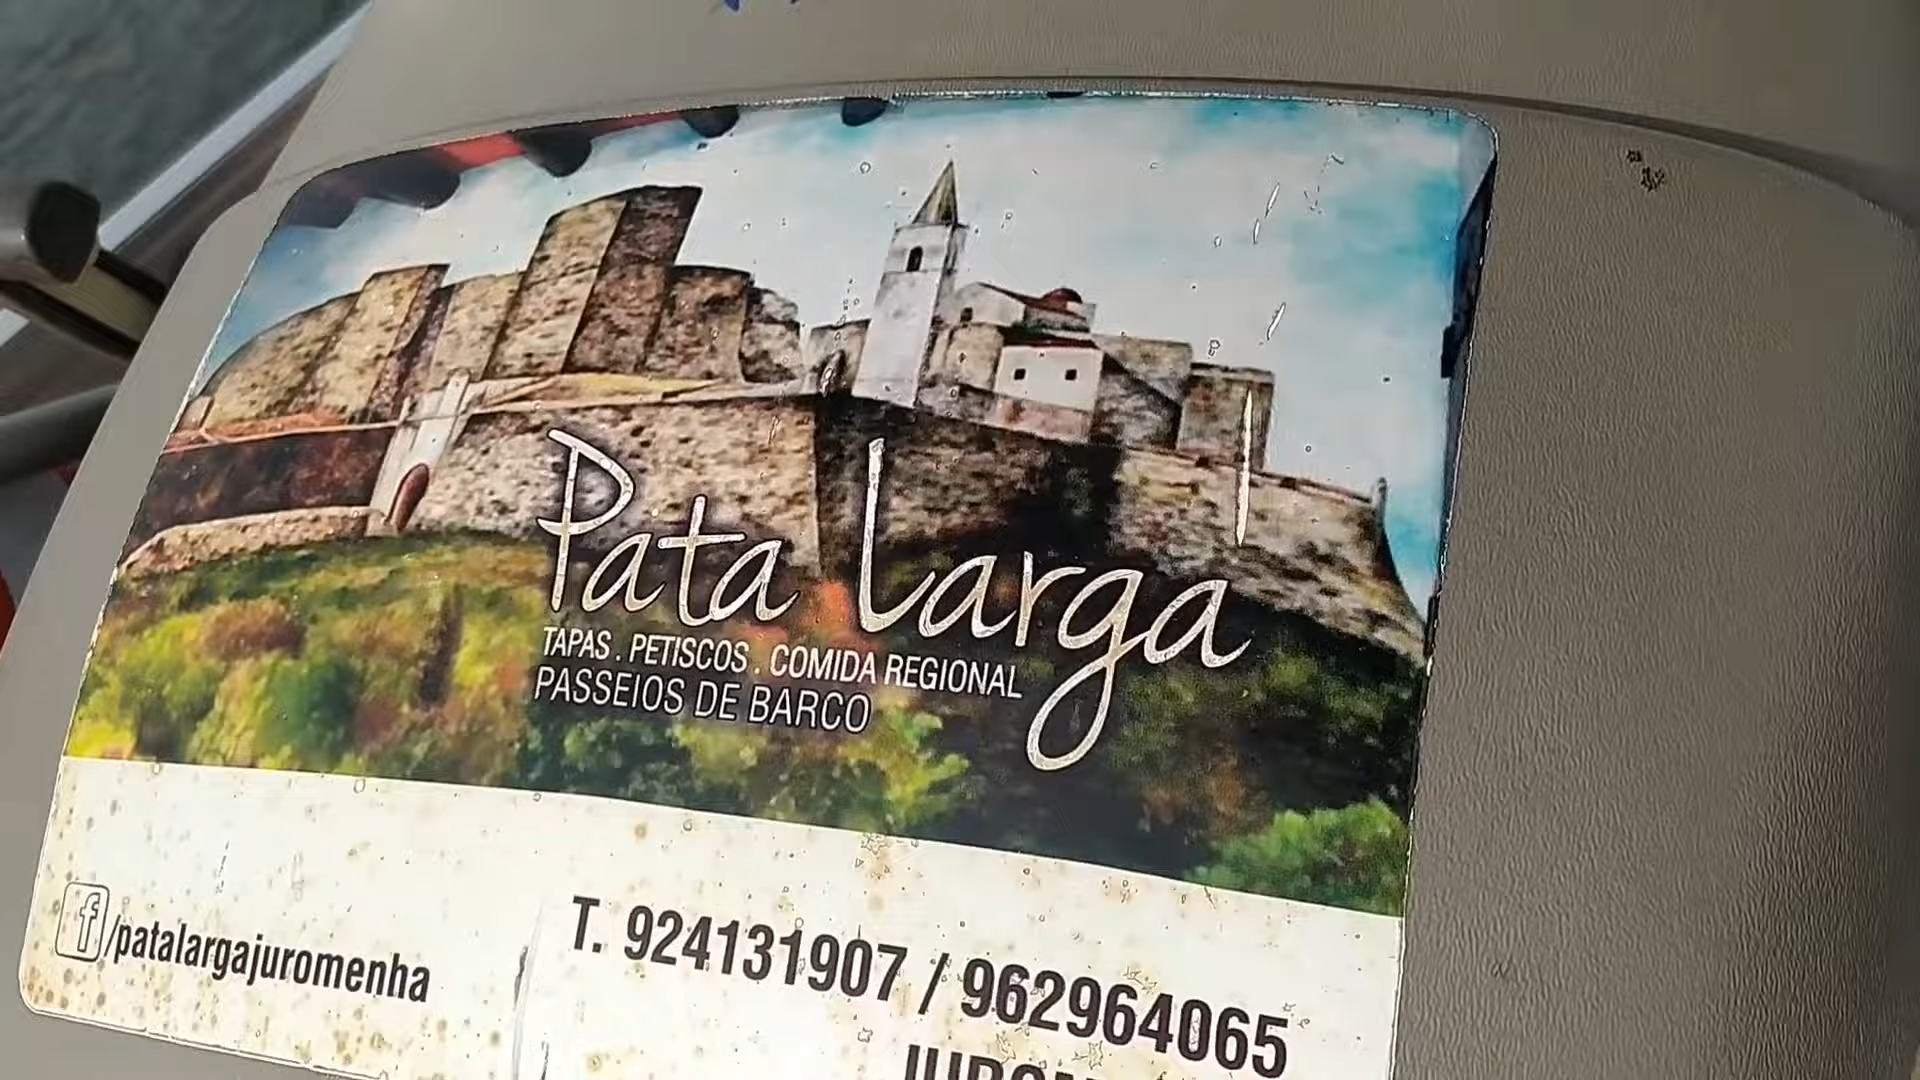 Pata Larga
TAPAS . PETISCOS . COMIDA REGIONAL
PASSEIOS DE BARCO
f/patalargajuromenha
T. 924131907 / 962964065